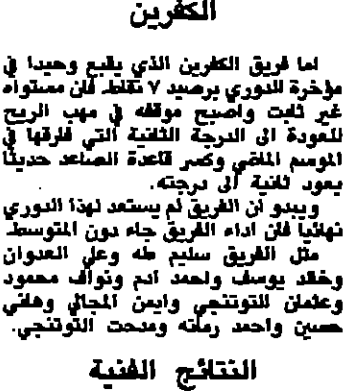 الكفرين
اما فريق الكفرين الذي يقبع وحيدا في
مؤخرة الدوري برصيد ٧ نقاط فان مستواه
غير ثابت واصبح موقفه في مهب الريح
للعودة الى الدرجة الثانية التي فارقها في
الموسم الماضي وكسر قاعدة الصاعد حديثا
يعود ثانية الى درجته.
ويبدو ان الفريق لم يستعد لهذا الدوري
نهائيا فان اداء الفريق جاء دون المتوسط.
مثل الفريق سليم طه وعلي العدوان
وخالد يوسف واحمد ادم ونواف محمود
وعثمان التوتنجي وايمن المجالي وهاني
حسين واحمد رمانه ومدحت التوتنجي.
النتائج الفنية